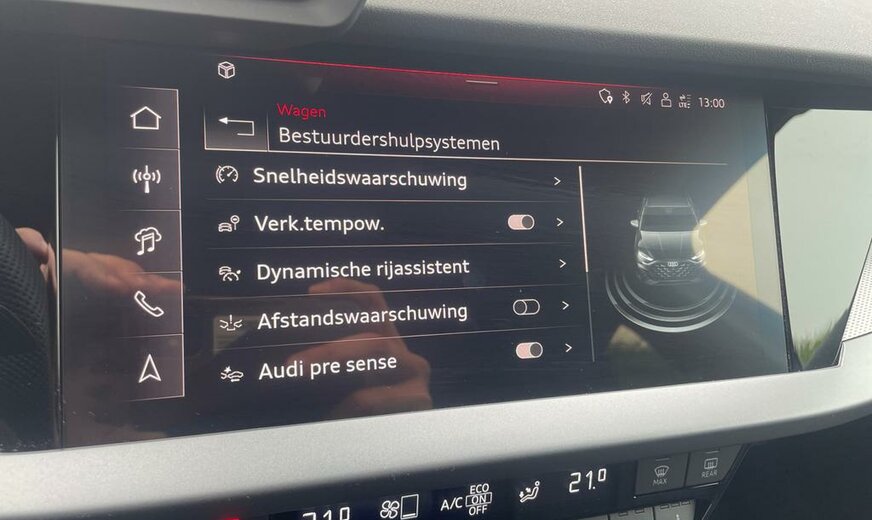 LTE
13:00
Wagen
Bestuurdershulpsystemen
Snelheidswaarschuwing
Verk.tempow.
Dynamische rijassistent
Afstandswaarschuwing
Audi pre sense
A/C
ECO
ON
OFF
21.0
MAX
REAR